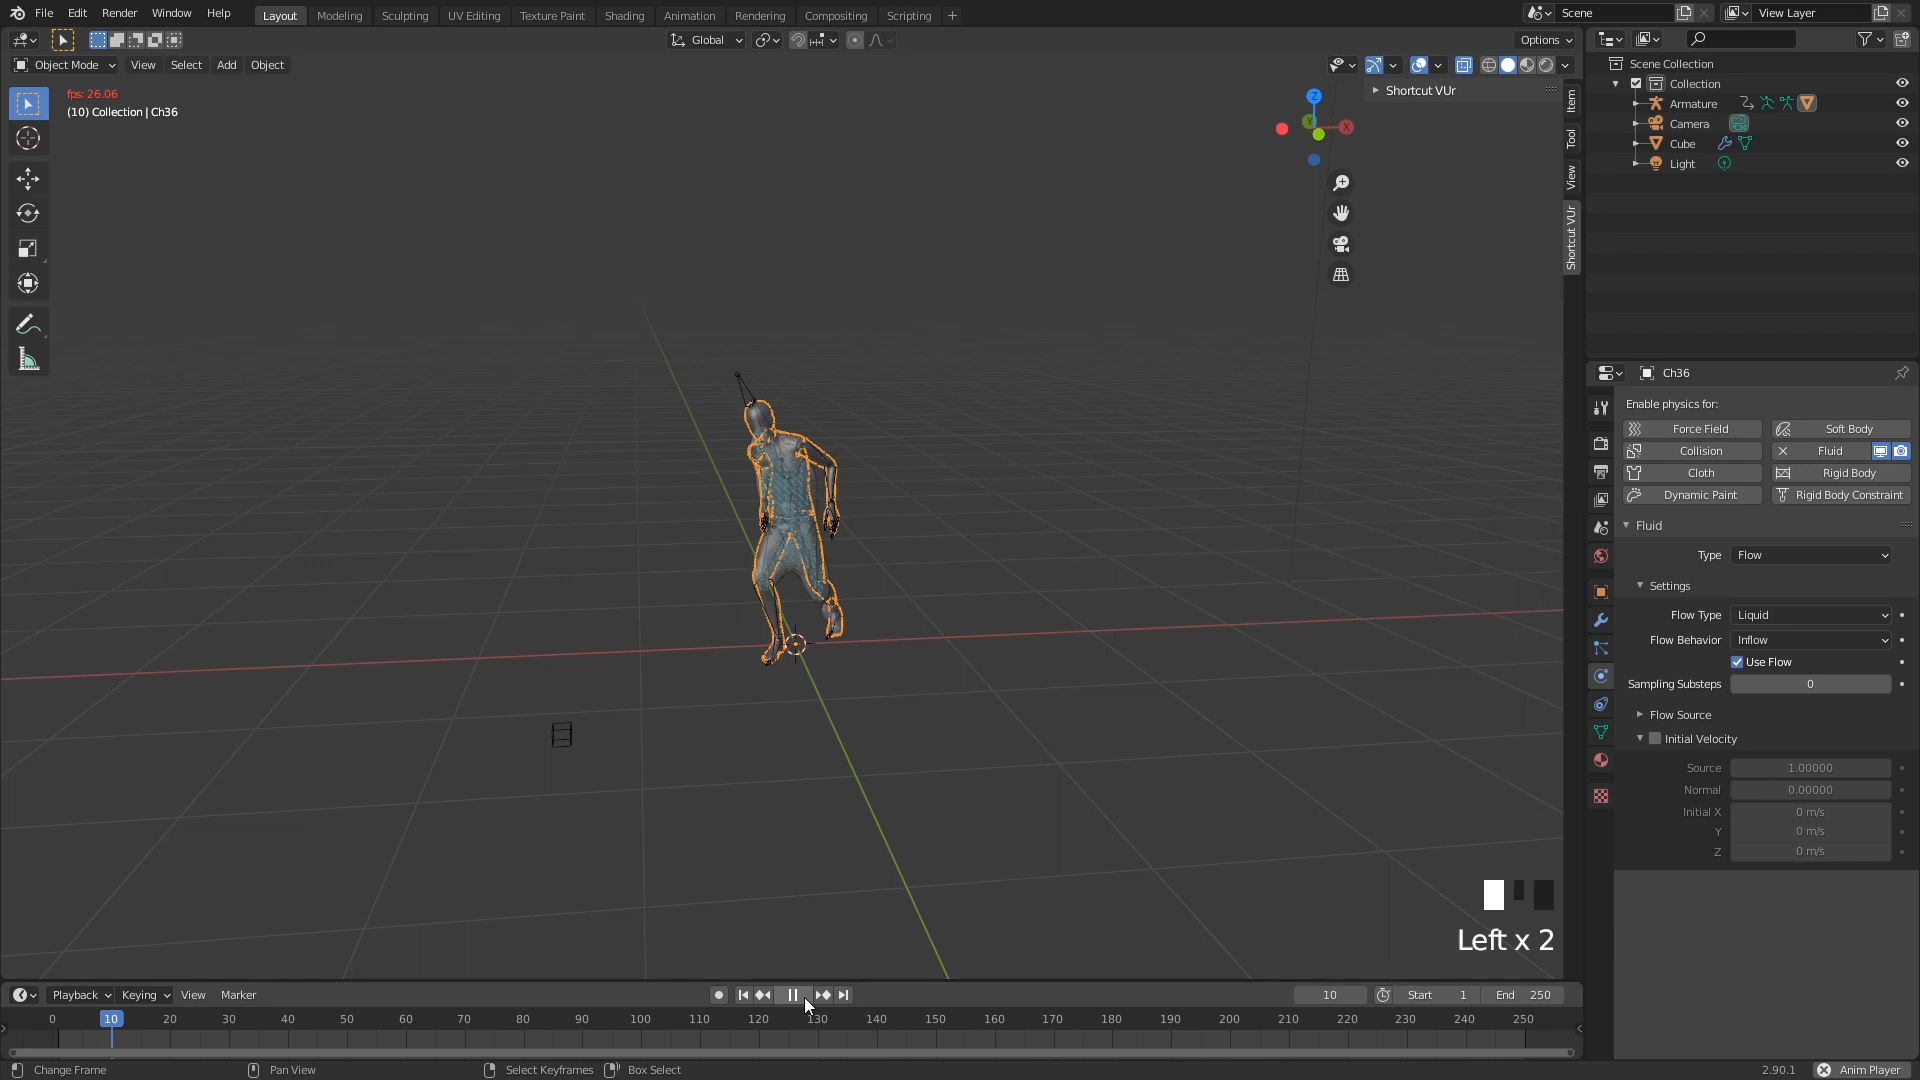 File Edit Render Window Help Layout Modeling Sculpting UV Editing Texture Paint Shading Animation Rendering Compositing Scripting + Scene View Layer
Global Options
Object Mode View Select Add Object
fps: 26.06
(10) Collection | Ch36
Shortcut VUr
Z
Y
X
Item
Tool
View
Shortcut VUr
Scene Collection
Collection
Armature
Camera
Cube
Light
Ch36
Enable physics for:
Force Field Soft Body
Collision Fluid
Cloth Rigid Body
Dynamic Paint Rigid Body Constraint
Fluid
Type Flow
Settings
Flow Type Liquid
Flow Behavior Inflow
Use Flow
Sampling Substeps 0
Flow Source
Initial Velocity
Source 1.00000
Normal 0.00000
Initial X 0 m/s
Y 0 m/s
Z 0 m/s
Left x 2
Playback Keying View Marker 10 Start 1 End 250
0 10 20 30 40 50 60 70 80 90 100 110 120 130 140 150 160 170 180 190 200 210 220 230 240 250
Change Frame Pan View Select Keyframes Box Select 2.90.1 Anim Player